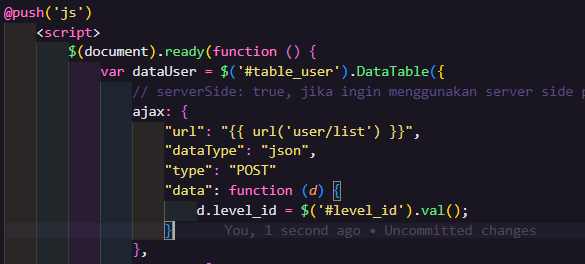 @push('js')
<script>
$(document).ready(function () {
var dataUser = $('#table_user').DataTable({
// serverSide: true, jika ingin menggunakan server side p
ajax: {
"url": "{{ url('user/list') }}",
"dataType": "json",
"type": "POST"
"data": function (d) {
d.level_id = $('#level_id').val();
} You, 1 second ago • Uncommitted changes
},